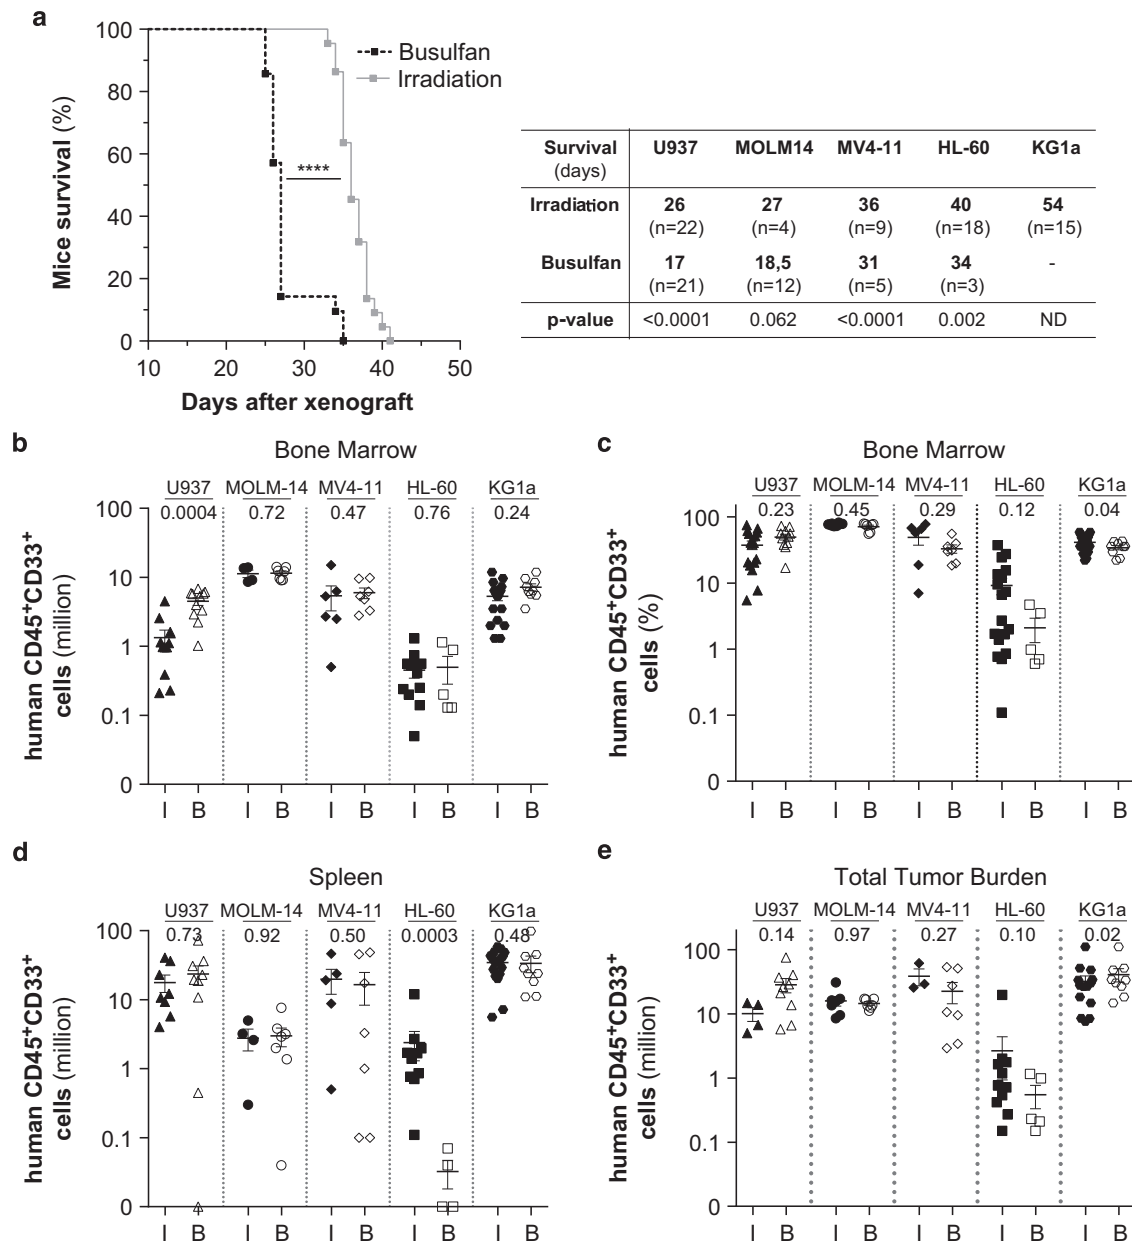 a
100
80
60
40
20
0
Mice survival (%)
Busulfan
Irradiation
****
10 20 30 40 50
Days after xenograft
Survival (days) U937 MOLM14 MV4-11 HL-60 KG1a
Irradiation 26 27 36 40 54
(n=22) (n=4) (n=9) (n=18) (n=15)
Busulfan 17 18,5 31 34 -
(n=21) (n=12) (n=5) (n=3)
p-value <0.0001 0.062 <0.0001 0.002 ND
b
Bone Marrow
U937 MOLM-14 MV4-11 HL-60 KG1a
0.0004 0.72 0.47 0.76 0.24
100
10
1
0.1
0
human CD45⁺CD33⁺
cells (million)
I B I B I B I B I B
c
Bone Marrow
U937 MOLM-14 MV4-11 HL-60 KG1a
0.23 0.45 0.29 0.12 0.04
100
10
1
0.1
0
human CD45⁺CD33⁺
cells (%)
I B I B I B I B I B
d
Spleen
U937 MOLM-14 MV4-11 HL-60 KG1a
0.73 0.92 0.50 0.0003 0.48
100
10
1
0.1
0
human CD45⁺CD33⁺
cells (million)
I B I B I B I B I B
e
Total Tumor Burden
U937 MOLM-14 MV4-11 HL-60 KG1a
0.14 0.97 0.27 0.10 0.02
100
10
1
0.1
0
human CD45⁺CD33⁺
cells (million)
I B I B I B I B I B